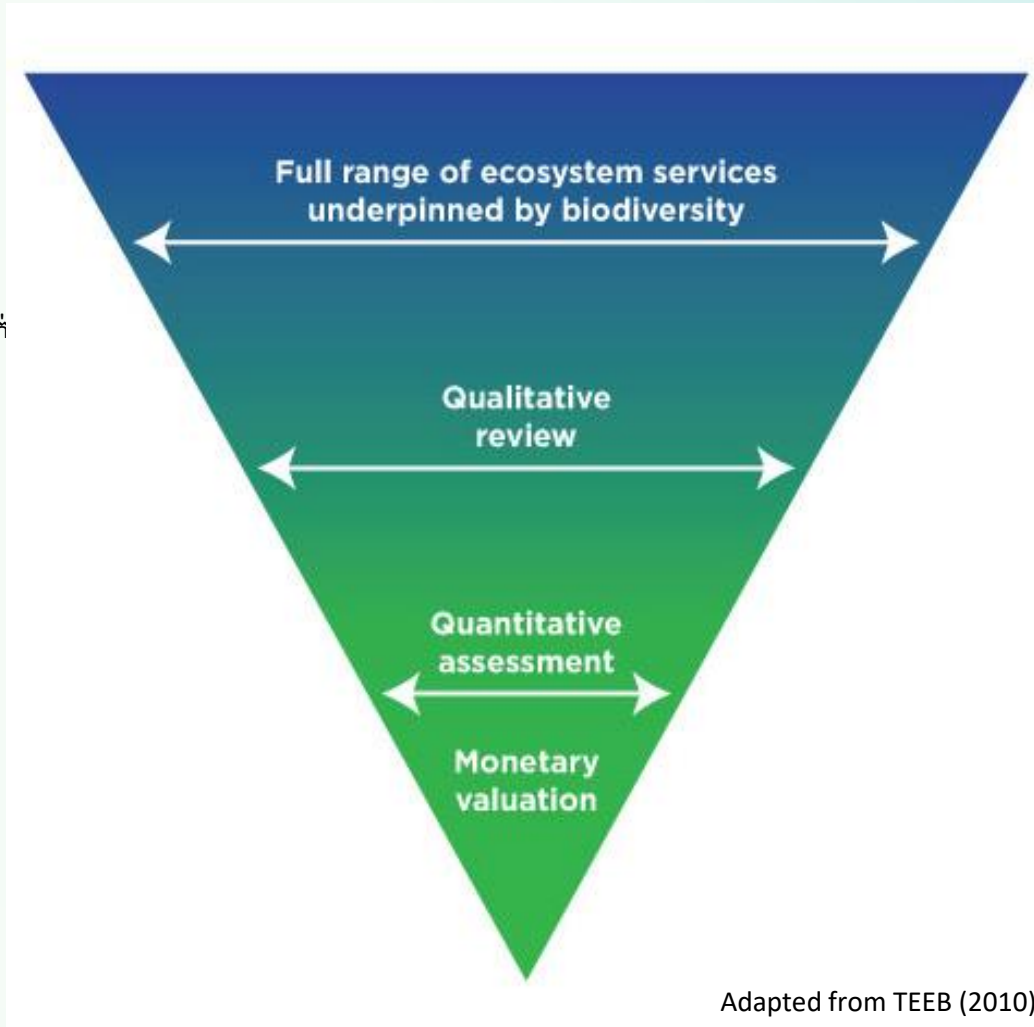 Full range of ecosystem services
underpinned by biodiversity
Qualitative
review
Quantitative
assessment
Monetary
valuation
Adapted from TEEB (2010)